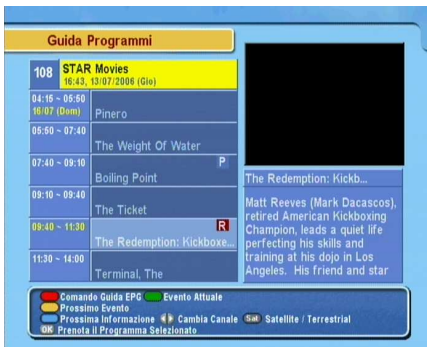 Guida Programmi
108 STAR Movies
16:43, 13/07/2006 (Gio)
04:15 ~ 05:50
16/07 (Dom) Pinero
05:50 ~ 07:40
The Weight Of Water
07:40 ~ 09:10 P
Boiling Point
09:10 ~ 09:40
The Ticket
09:40 ~ 11:30 R
The Redemption: Kickboxe...
11:30 ~ 14:00
Terminal, The
The Redemption: Kickb...
Matt Reeves (Mark Dacascos),
retired American Kickboxing
Champion, leads a quiet life
perfecting his skills and
training at his dojo in Los
Angeles. His friend and star
Comando Guida EPG Evento Attuale
Prossimo Evento
Prossima Informazione Cambia Canale Sat Satellite / Terrestrial
OK Prenota il Programma Selezionato